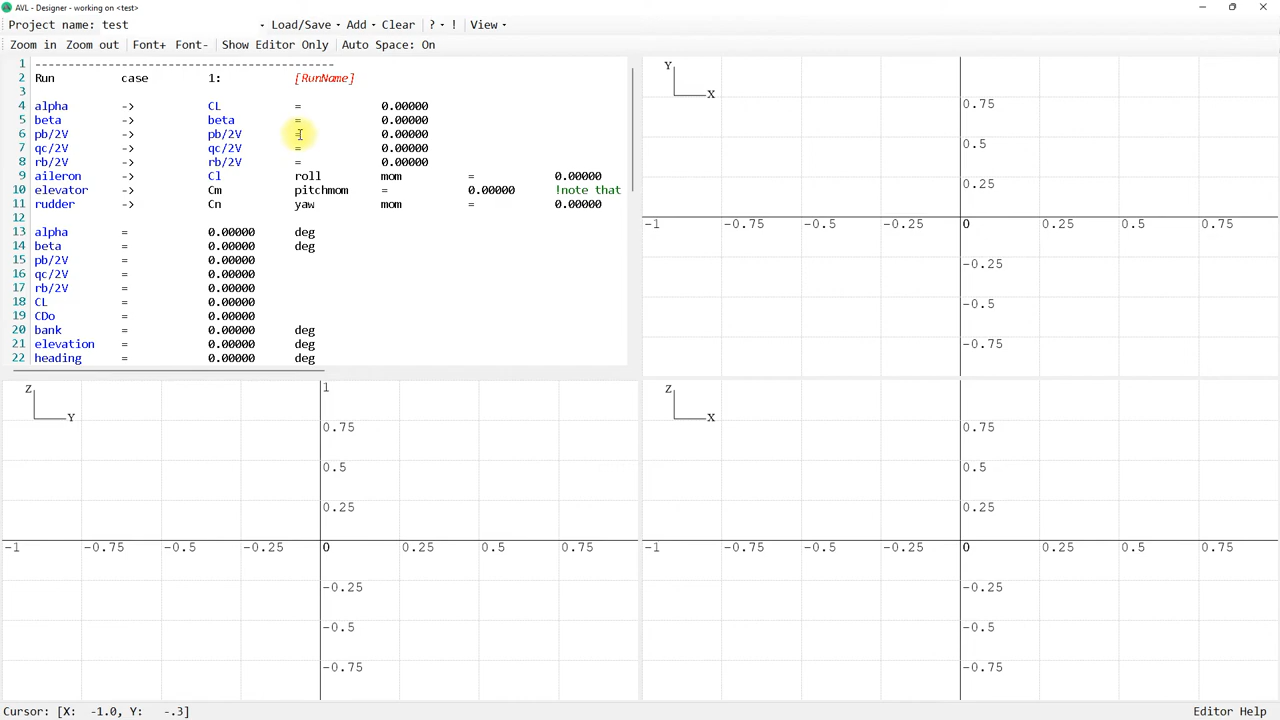 AVL - Designer - working on <test>
Project name: test Load/Save Add Clear ? ! View
Zoom in Zoom out Font+ Font- Show Editor Only Auto Space: On
1 ---------------------------------------------
2 Run case 1: [RunName]
3
4 alpha -> CL = 0.00000
5 beta -> beta = 0.00000
6 pb/2V -> pb/2V = 0.00000
7 qc/2V -> qc/2V = 0.00000
8 rb/2V -> rb/2V = 0.00000
9 aileron -> Cl roll mom = 0.00000
10 elevator -> Cm pitchmom = 0.00000 !note that
11 rudder -> Cn yaw mom = 0.00000
12
13 alpha = 0.00000 deg
14 beta = 0.00000 deg
15 pb/2V = 0.00000
16 qc/2V = 0.00000
17 rb/2V = 0.00000
18 CL = 0.00000
19 CDo = 0.00000
20 bank = 0.00000 deg
21 elevation = 0.00000 deg
22 heading = 0.00000 deg
Y
X
0.75
0.5
0.25
-1 -0.75 -0.5 -0.25 0 0.25 0.5 0.75
-0.25
-0.5
-0.75
Z
Y
1
0.75
0.5
0.25
-1 -0.75 -0.5 -0.25 0 0.25 0.5 0.75
-0.25
-0.5
-0.75
Z
X
0.75
0.5
0.25
-1 -0.75 -0.5 -0.25 0 0.25 0.5 0.75
-0.25
-0.5
-0.75
Cursor: [X: -1.0, Y: -.3] Editor Help